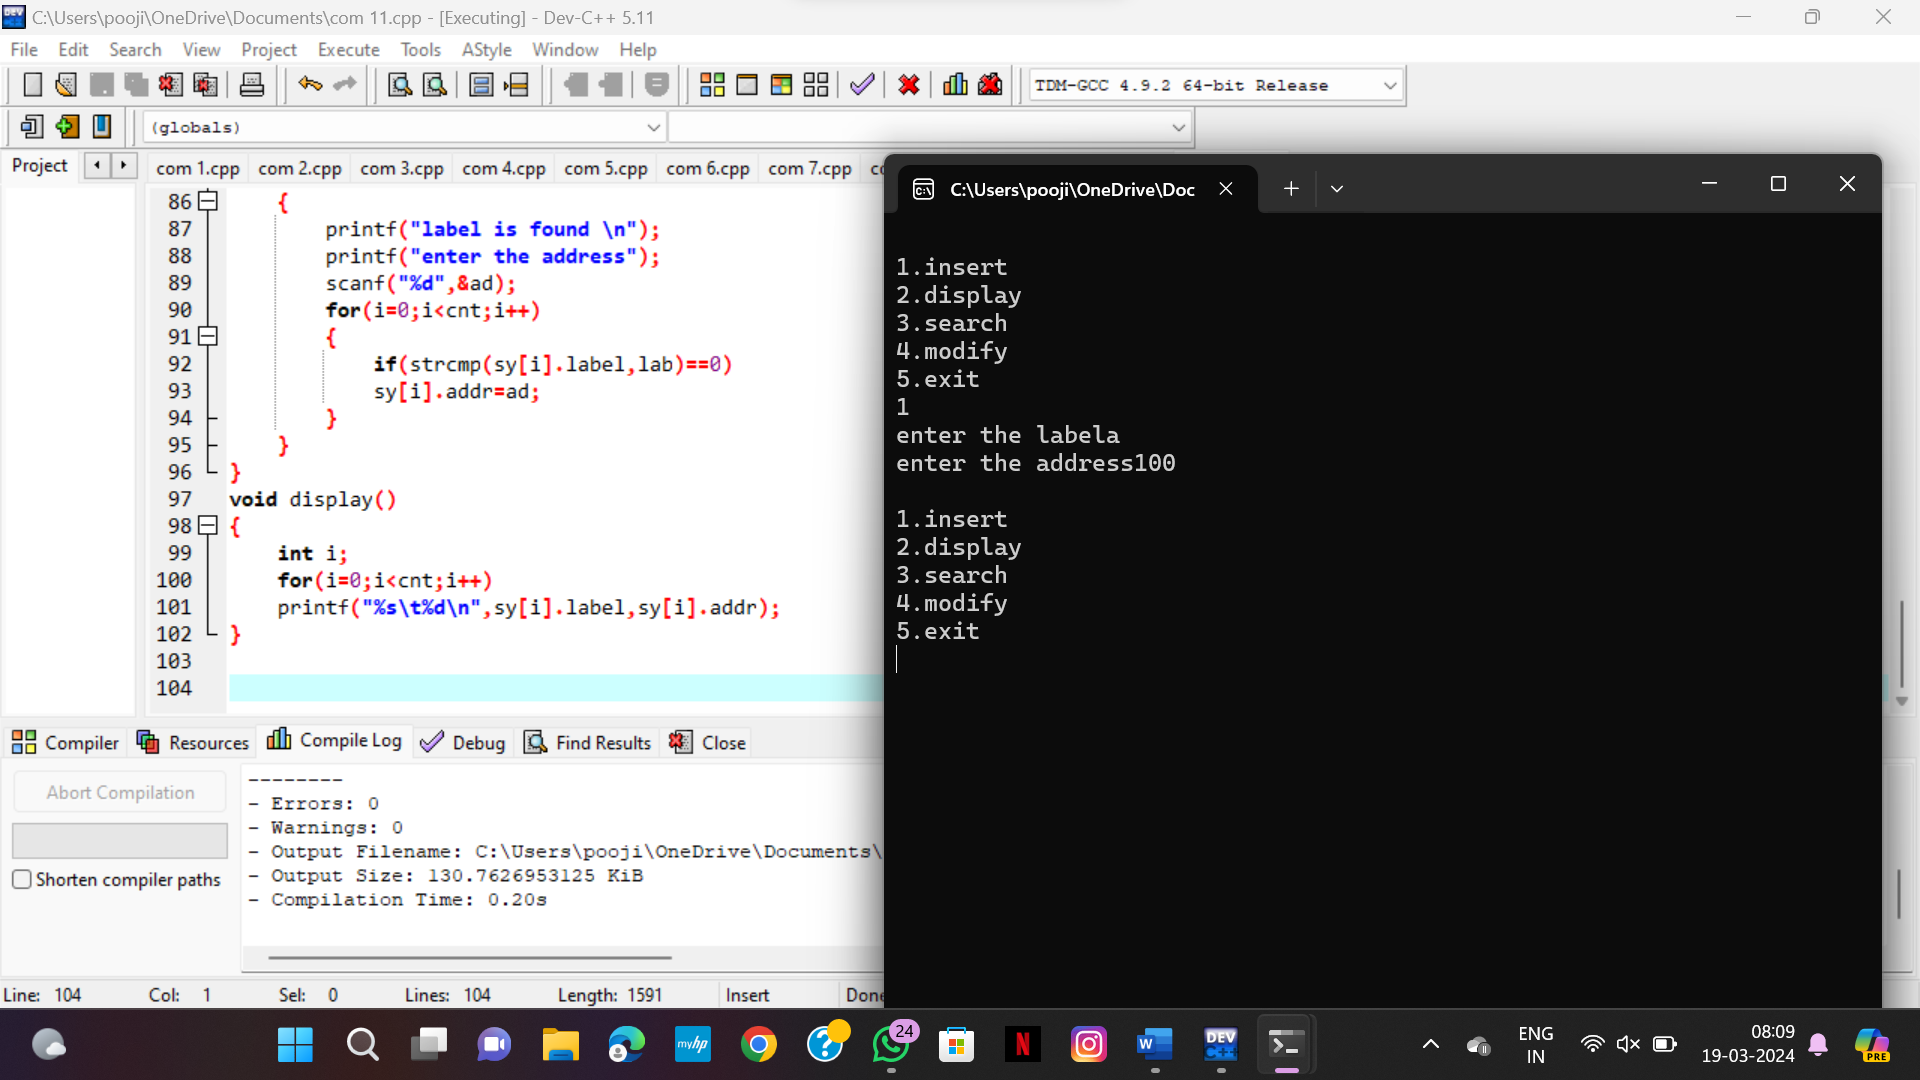 C:\Users\pooji\OneDrive\Documents\com 11.cpp - [Executing] - Dev-C++ 5.11
File Edit Search View Project Execute Tools AStyle Window Help
TDM-GCC 4.9.2 64-bit Release
(globals)
Project com 1.cpp com 2.cpp com 3.cpp com 4.cpp com 5.cpp com 6.cpp com 7.cpp
86 {
87 printf("label is found \n");
88 printf("enter the address");
89 scanf("%d",&ad);
90 for(i=0;i<cnt;i++)
91 {
92 if(strcmp(sy[i].label,lab)==0)
93 sy[i].addr=ad;
94 }
95 }
96 }
97 void display()
98 {
99 int i;
100 for(i=0;i<cnt;i++)
101 printf("%s\t%d\n",sy[i].label,sy[i].addr);
102 }
103
104
C:\Users\pooji\OneDrive\Doc
1.insert
2.display
3.search
4.modify
5.exit
1
enter the labela
enter the address100
1.insert
2.display
3.search
4.modify
5.exit
Compiler Resources Compile Log Debug Find Results Close
Abort Compilation
Shorten compiler paths
--------
- Errors: 0
- Warnings: 0
- Output Filename: C:\Users\pooji\OneDrive\Documents\
- Output Size: 130.7626953125 KiB
- Compilation Time: 0.20s
Line: 104 Col: 1 Sel: 0 Lines: 104 Length: 1591 Insert Done
myhp
24
DEV C++
ENG
IN
08:09
19-03-2024
PRE